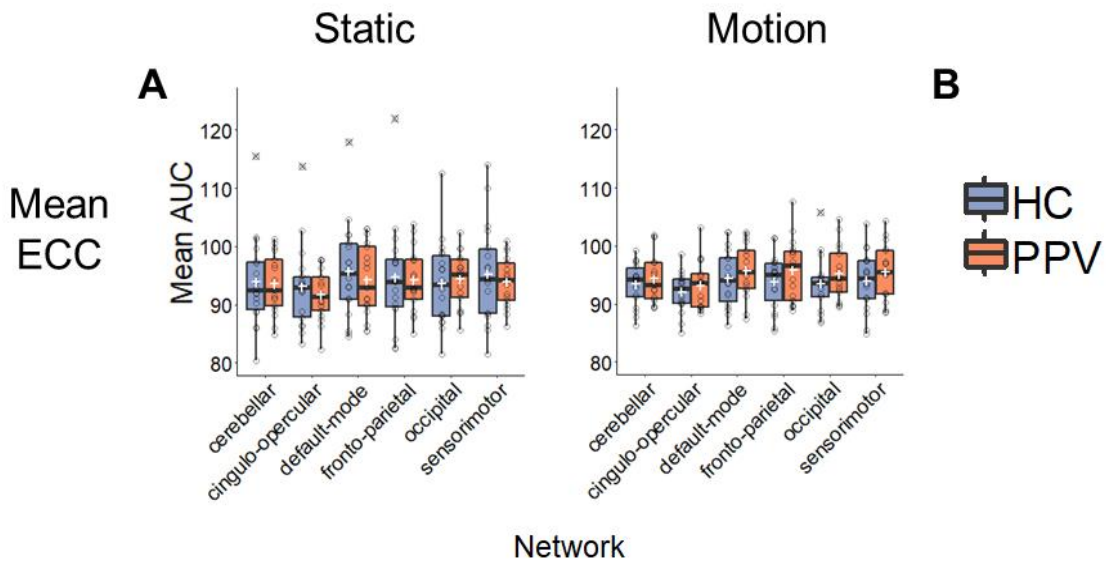 Static
Motion
A
B
Mean
ECC
Mean AUC
120
110
100
90
80
120
110
100
90
80
HC
PPV
cerebellar
cingulo-opercular
default-mode
fronto-parietal
occipital
sensorimotor
cerebellar
cingulo-opercular
default-mode
fronto-parietal
occipital
sensorimotor
Network